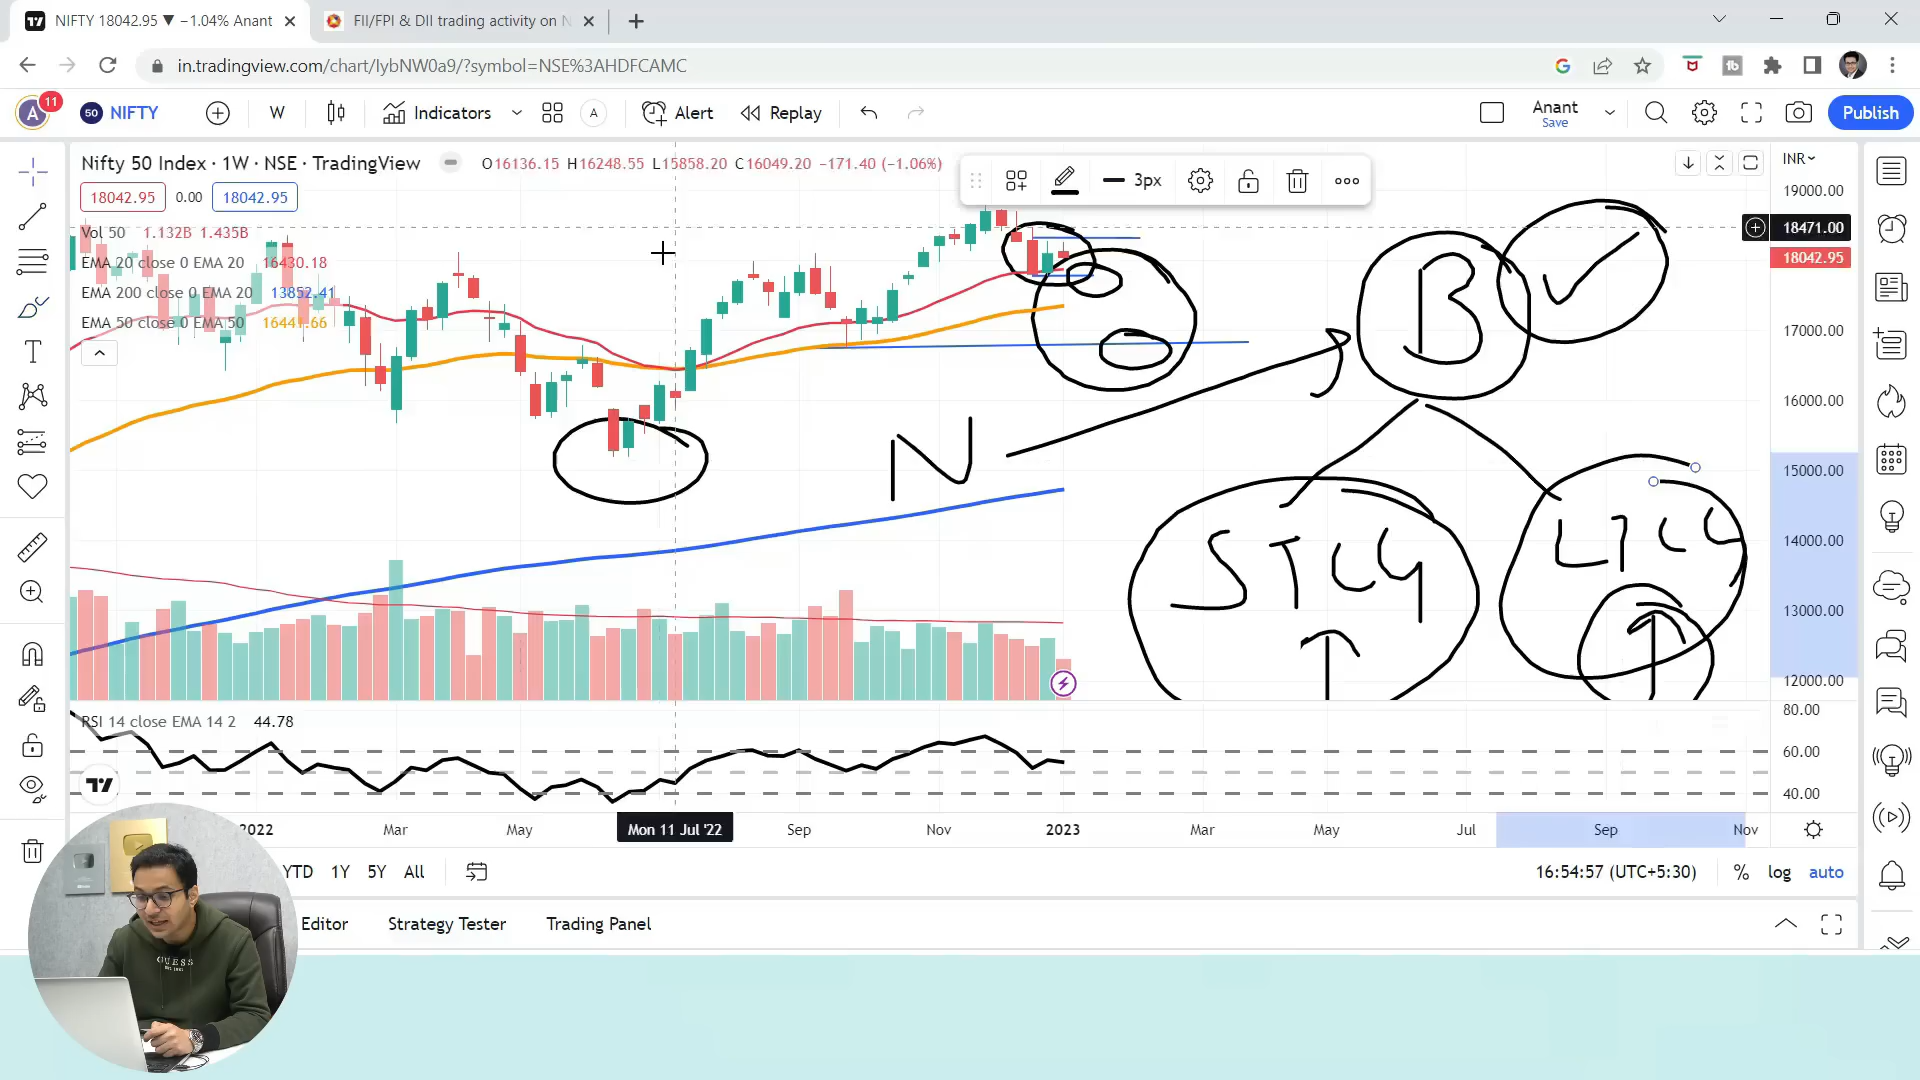 NIFTY 18042.95 ▼ −1.04% Anant
FII/FPI & DII trading activity on N
in.tradingview.com/chart/IybNW0a9/?symbol=NSE%3AHDFCAMC
A 11 50 NIFTY W Indicators A Alert Replay Anant Save Publish
Nifty 50 Index · 1W · NSE · TradingView O16136.15 H16248.55 L15858.20 C16049.20 −171.40 (−1.06%) 3px INR
18042.95 0.00 18042.95
Vol 50 1.132B 1.435B
EMA 20 close 0 EMA 20 16430.18
EMA 200 close 0 EMA 20 13852.41
EMA 50 close 0 EMA 50 16441.66
19000.00
18471.00
18042.95
17000.00
16000.00
15000.00
14000.00
13000.00
12000.00
B
N
STCG LTCG
RSI 14 close EMA 14 2 44.78
80.00
60.00
40.00
2022 Mar May Mon 11 Jul '22 Sep Nov 2023 Mar May Jul Sep Nov
YTD 1Y 5Y All 16:54:57 (UTC+5:30) % log auto
Editor Strategy Tester Trading Panel
GUESS